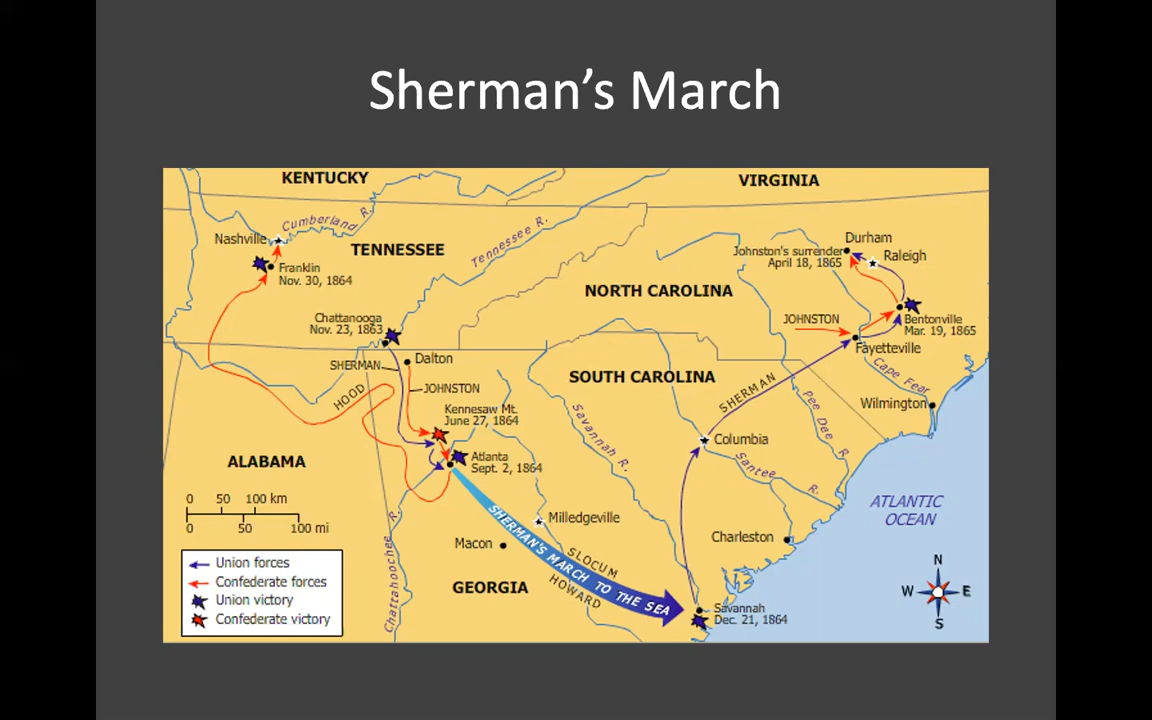 Sherman's March
KENTUCKY
VIRGINIA
Cumberland R.
Nashville
TENNESSEE
Tennessee R.
Franklin
Nov. 30, 1864
Durham
Johnston's surrender
April 18, 1865
Raleigh
NORTH CAROLINA
Chattanooga
Nov. 23, 1863
JOHNSTON
Bentonville
Mar. 19, 1865
Fayetteville
Dalton
SHERMAN
JOHNSTON
HOOD
SOUTH CAROLINA
SHERMAN
Cape Fear
Wilmington
Kennesaw Mt.
June 27, 1864
Savannah R.
Pee Dee R.
Columbia
ALABAMA
Atlanta
Sept. 2, 1864
Santee R.
0 50 100 km
0 50 100 mi
ATLANTIC
OCEAN
SHERMAN'S MARCH TO THE SEA
Milledgeville
Macon
SLOCUM
HOWARD
Charleston
Chattahoochee R.
GEORGIA
Savannah
Dec. 21, 1864
Union forces
Confederate forces
Union victory
Confederate victory
N
W E
S